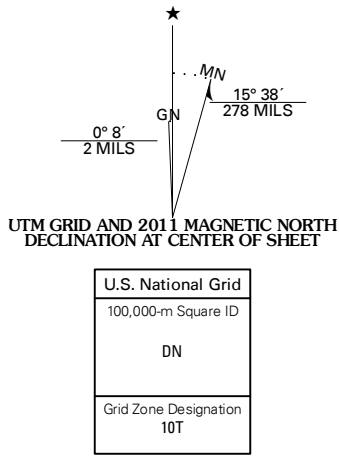 ★
MN
15° 38´
278 MILS
GN
0° 8´
2 MILS
UTM GRID AND 2011 MAGNETIC NORTH
DECLINATION AT CENTER OF SHEET
U.S. National Grid
100,000-m Square ID
DN
Grid Zone Designation
10T